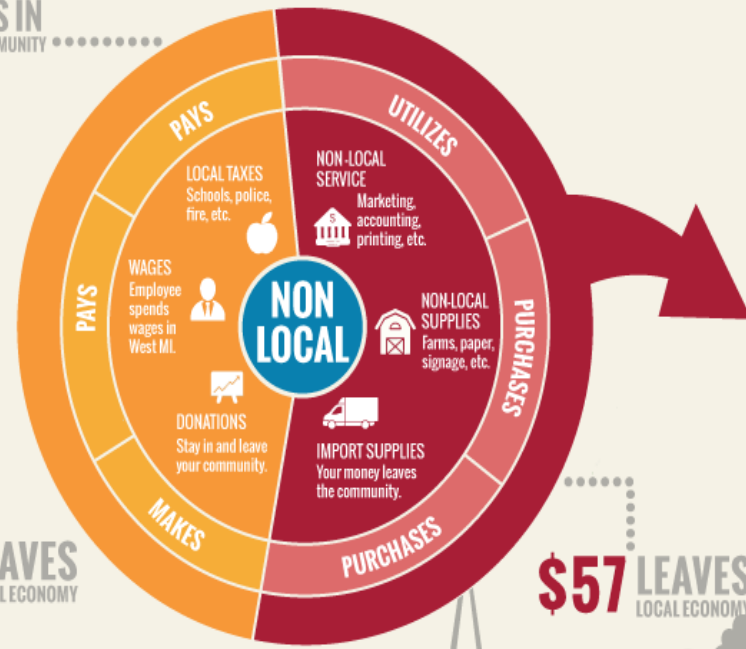 IN
PAYS
UTILIZES
LOCAL TAXES
Schools, police,
fire, etc.
NON-LOCAL
SERVICE
Marketing,
accounting,
printing, etc.
$
PAYS
WAGES
Employee
spends
wages in
West MI.
NON
LOCAL
NON-LOCAL
SUPPLIES
Farms, paper,
signage, etc.
PURCHASES
DONATIONS
Stay in and leave
your community.
IMPORT SUPPLIES
Your money leaves
the community.
MAKES
PURCHASES
ECONOMY
$57 LEAVES
LOCAL ECONOMY